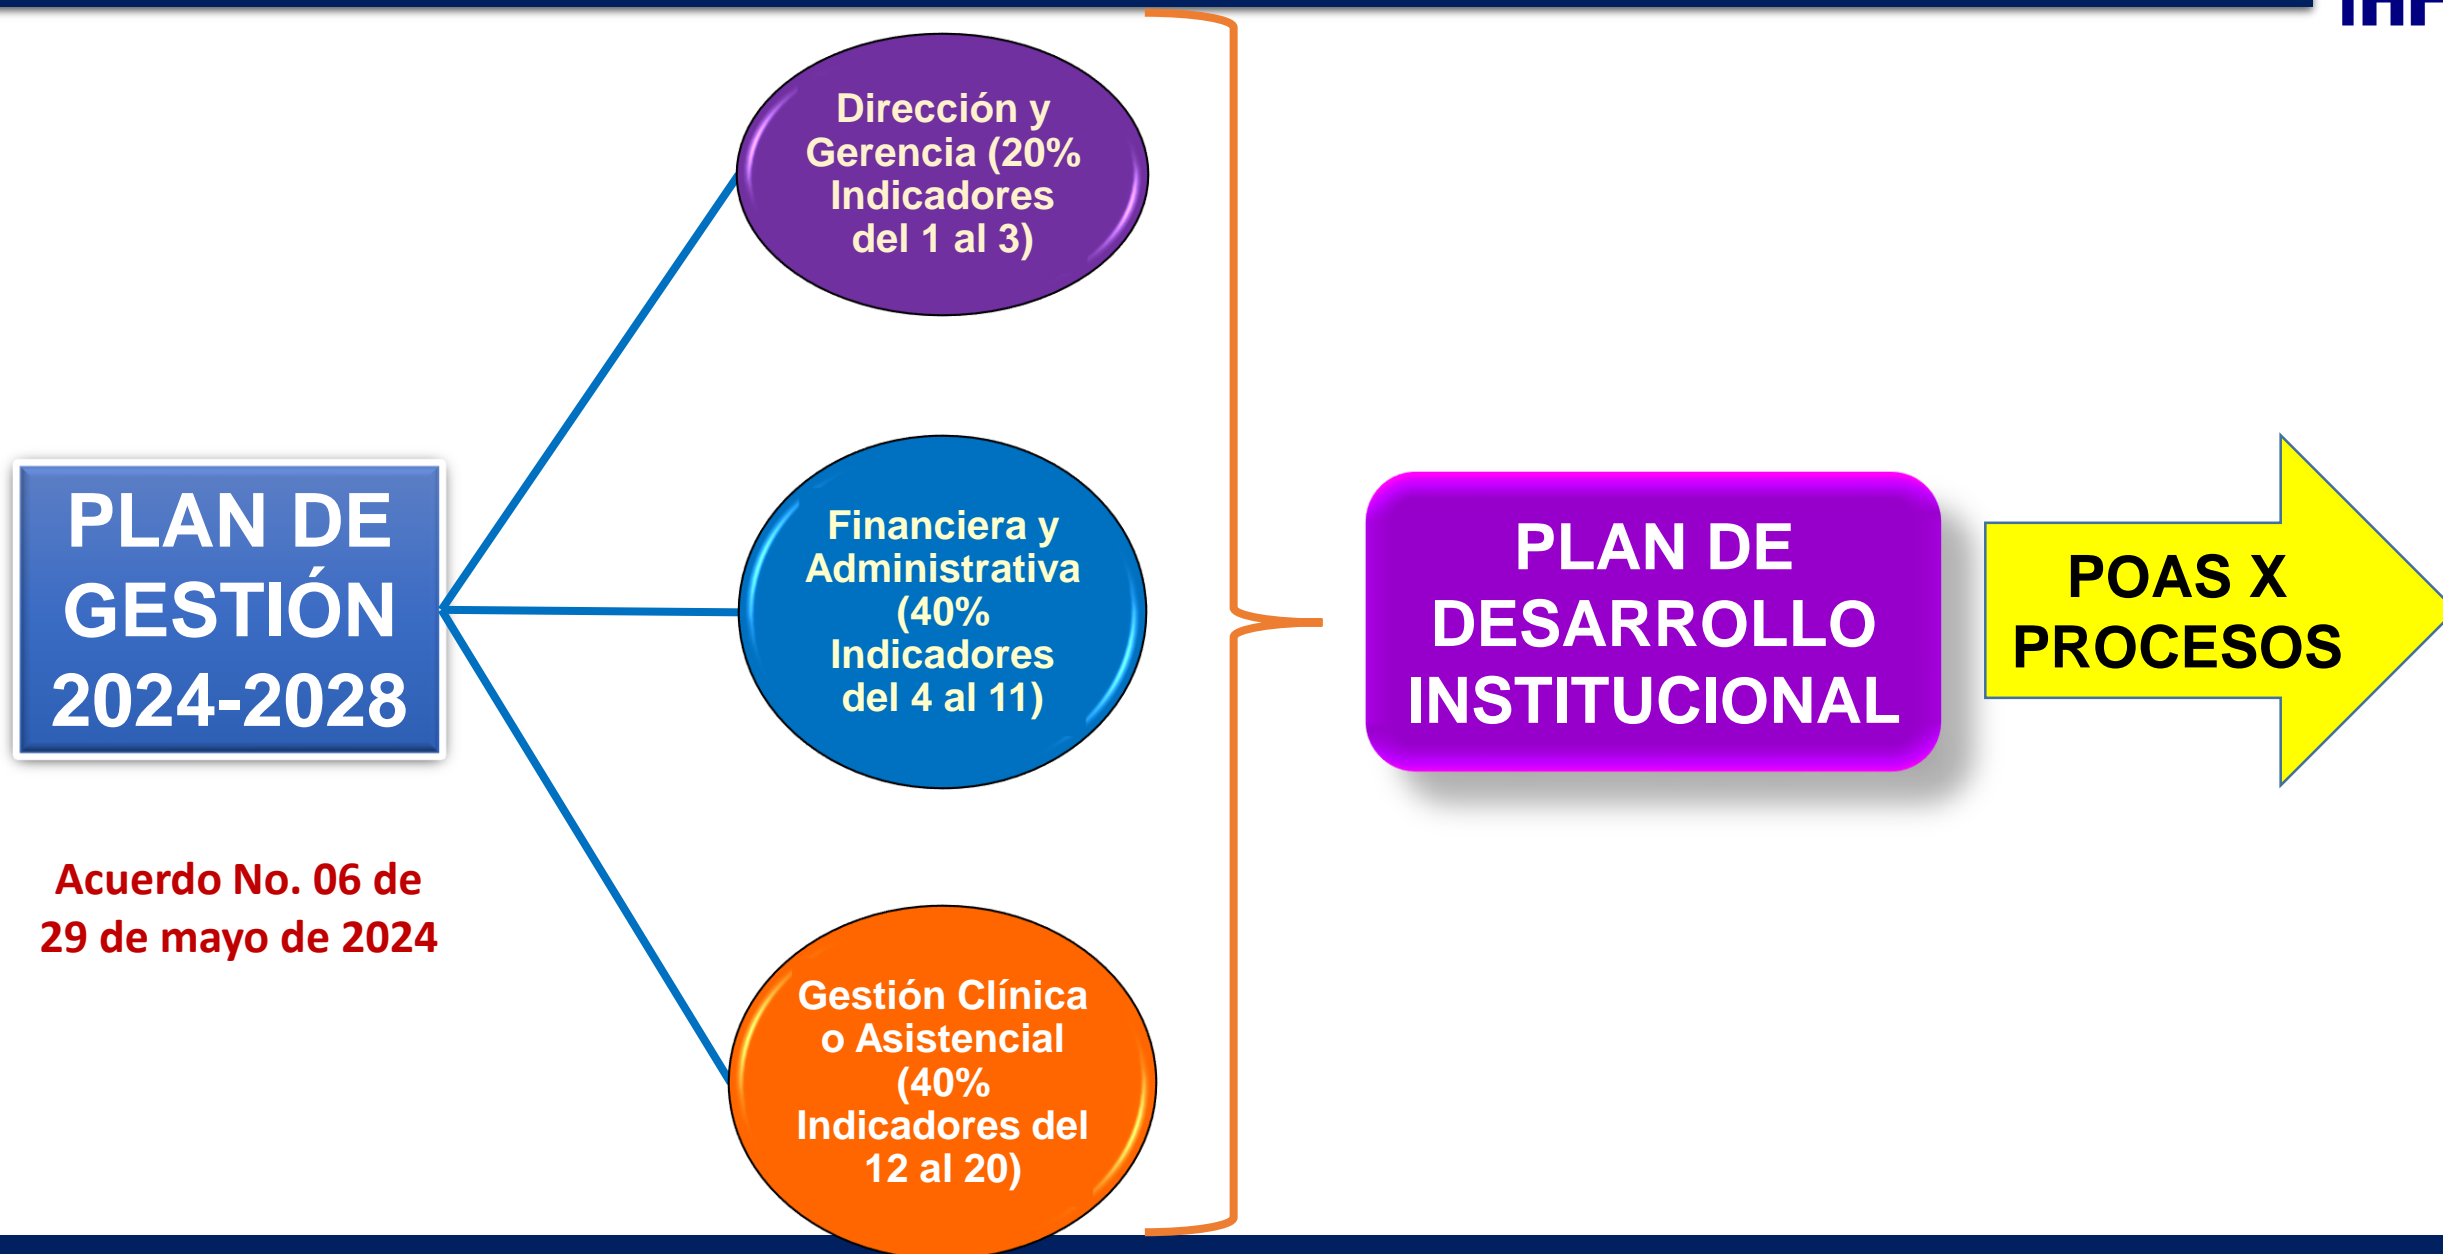 PLAN DE
GESTIÓN
2024-2028
Acuerdo No. 06 de
29 de mayo de 2024
Dirección y
Gerencia (20%
Indicadores
del 1 al 3)
Financiera y
Administrativa
(40%
Indicadores
del 4 al 11)
Gestión Clínica
o Asistencial
(40%
Indicadores del
12 al 20)
PLAN DE
DESARROLLO
INSTITUCIONAL
POAS X
PROCESOS